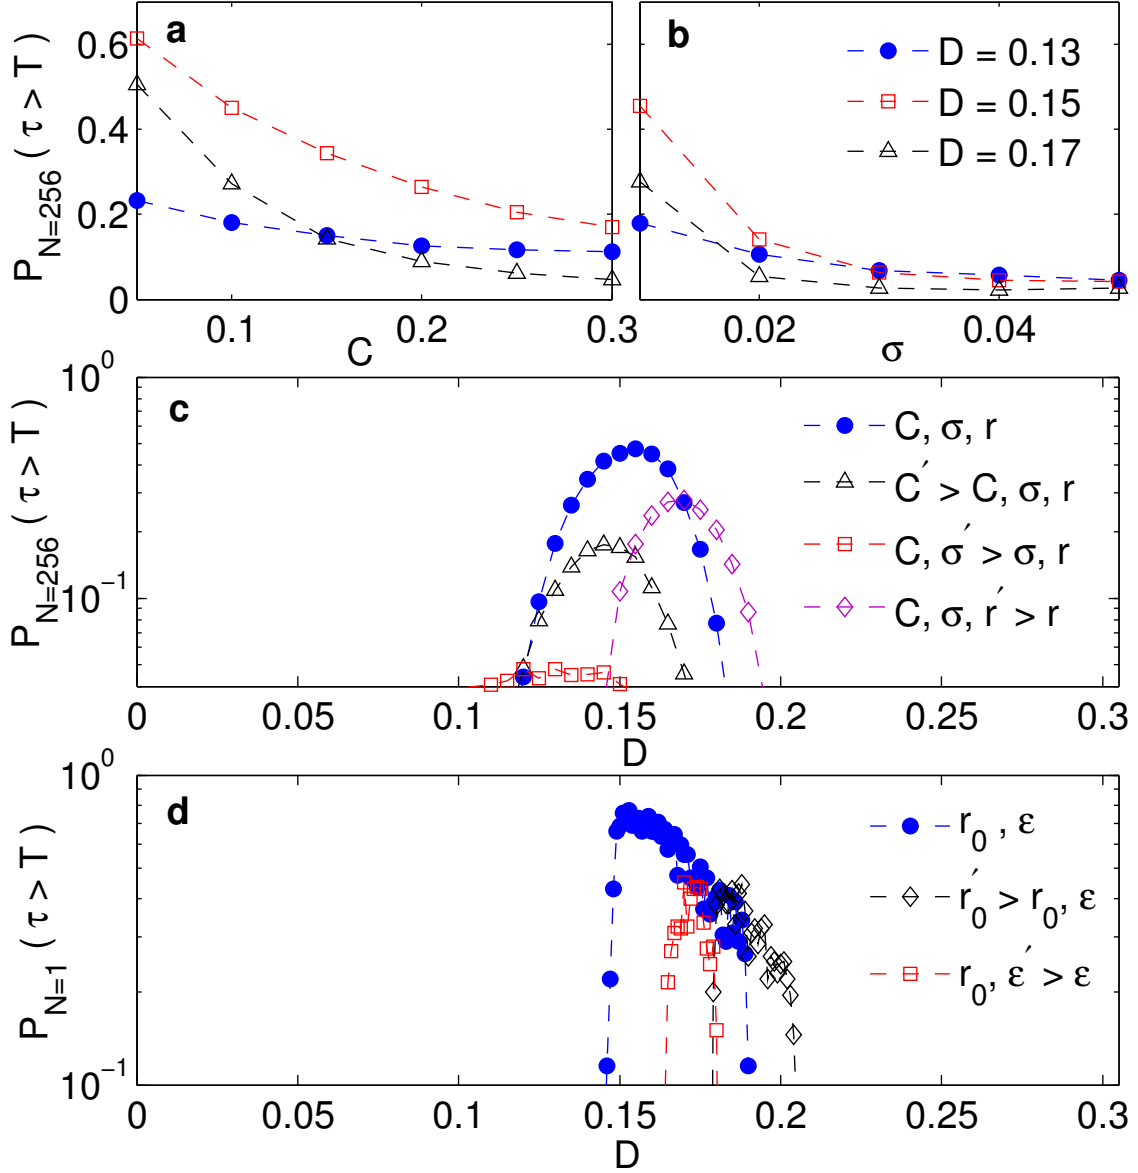 a
b
P_{N=256} ( τ > T )
0.6
0.4
0.2
0
D = 0.13
D = 0.15
D = 0.17
0.1
0.2
0.3
C
0.02
0.04
σ
c
P_{N=256} ( τ > T )
10^0
10^{-1}
C, σ, r
C′ > C, σ, r
C, σ′ > σ, r
C, σ, r′ > r
0
0.05
0.1
0.15
0.2
0.25
0.3
D
d
P_{N=1} ( τ > T )
10^0
10^{-1}
r_0 , ε
r_0′ > r_0, ε
r_0, ε′ > ε
0
0.05
0.1
0.15
0.2
0.25
0.3
D